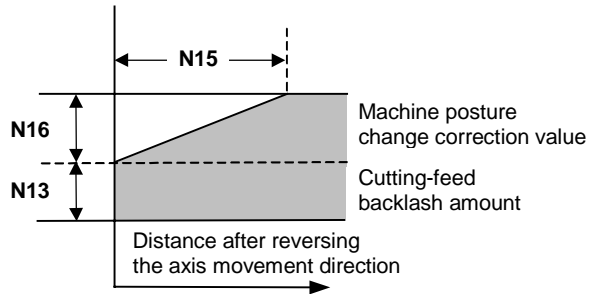 N15
N16
Machine posture
change correction value
N13
Cutting-feed
backlash amount
Distance after reversing
the axis movement direction